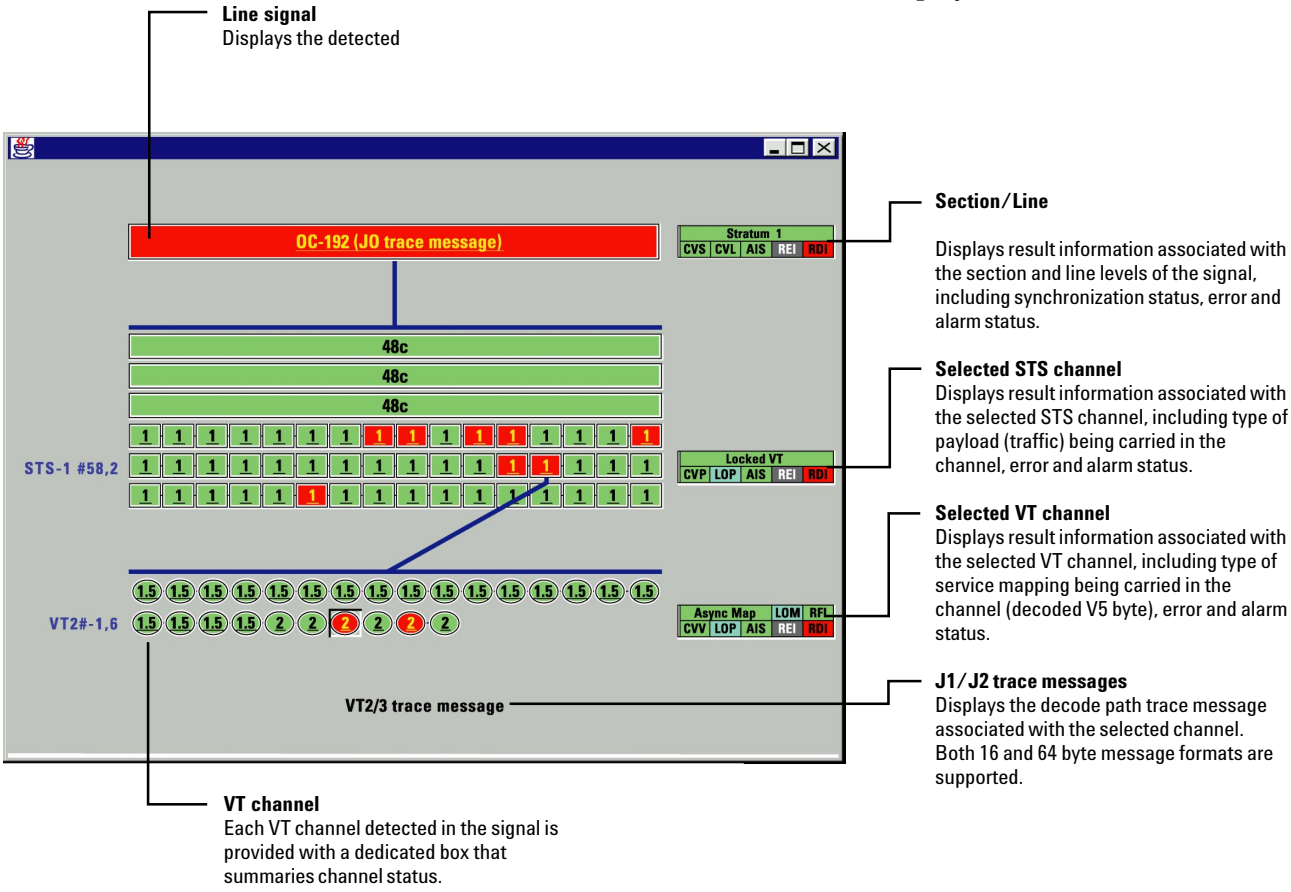 Line signal
Displays the detected
OC-192 (JO trace message)
Stratum 1
CVS CVL AIS REI RDI
48c
48c
48c
1 1 1 1 1 1 1 1 1 1 1 1 1 1 1 1
STS-1 #58,2 1 1 1 1 1 1 1 1 1 1 1 1 1 1 1 1
Locked VT
CVP LOP AIS REI RDI
1 1 1 1 1 1 1 1 1 1 1 1 1 1 1 1
1.5 1.5 1.5 1.5 1.5 1.5 1.5 1.5 1.5 1.5 1.5 1.5 1.5 1.5 1.5 1.5
VT2#-1,6 1.5 1.5 1.5 1.5 2 2 2 2 2 2
Async Map LOM RFI
CVV LOP AIS REI RDI
VT2/3 trace message
Section/Line
Displays result information associated with
the section and line levels of the signal,
including synchronization status, error and
alarm status.
Selected STS channel
Displays result information associated with
the selected STS channel, including type of
payload (traffic) being carried in the
channel, error and alarm status.
Selected VT channel
Displays result information associated with
the selected VT channel, including type of
service mapping being carried in the
channel (decoded V5 byte), error and alarm
status.
J1/J2 trace messages
Displays the decode path trace message
associated with the selected channel.
Both 16 and 64 byte message formats are
supported.
VT channel
Each VT channel detected in the signal is
provided with a dedicated box that
summaries channel status.